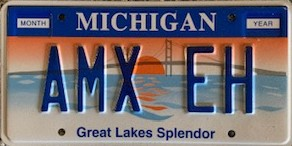 MONTH MICHIGAN YEAR
AMX EH
Great Lakes Splendor